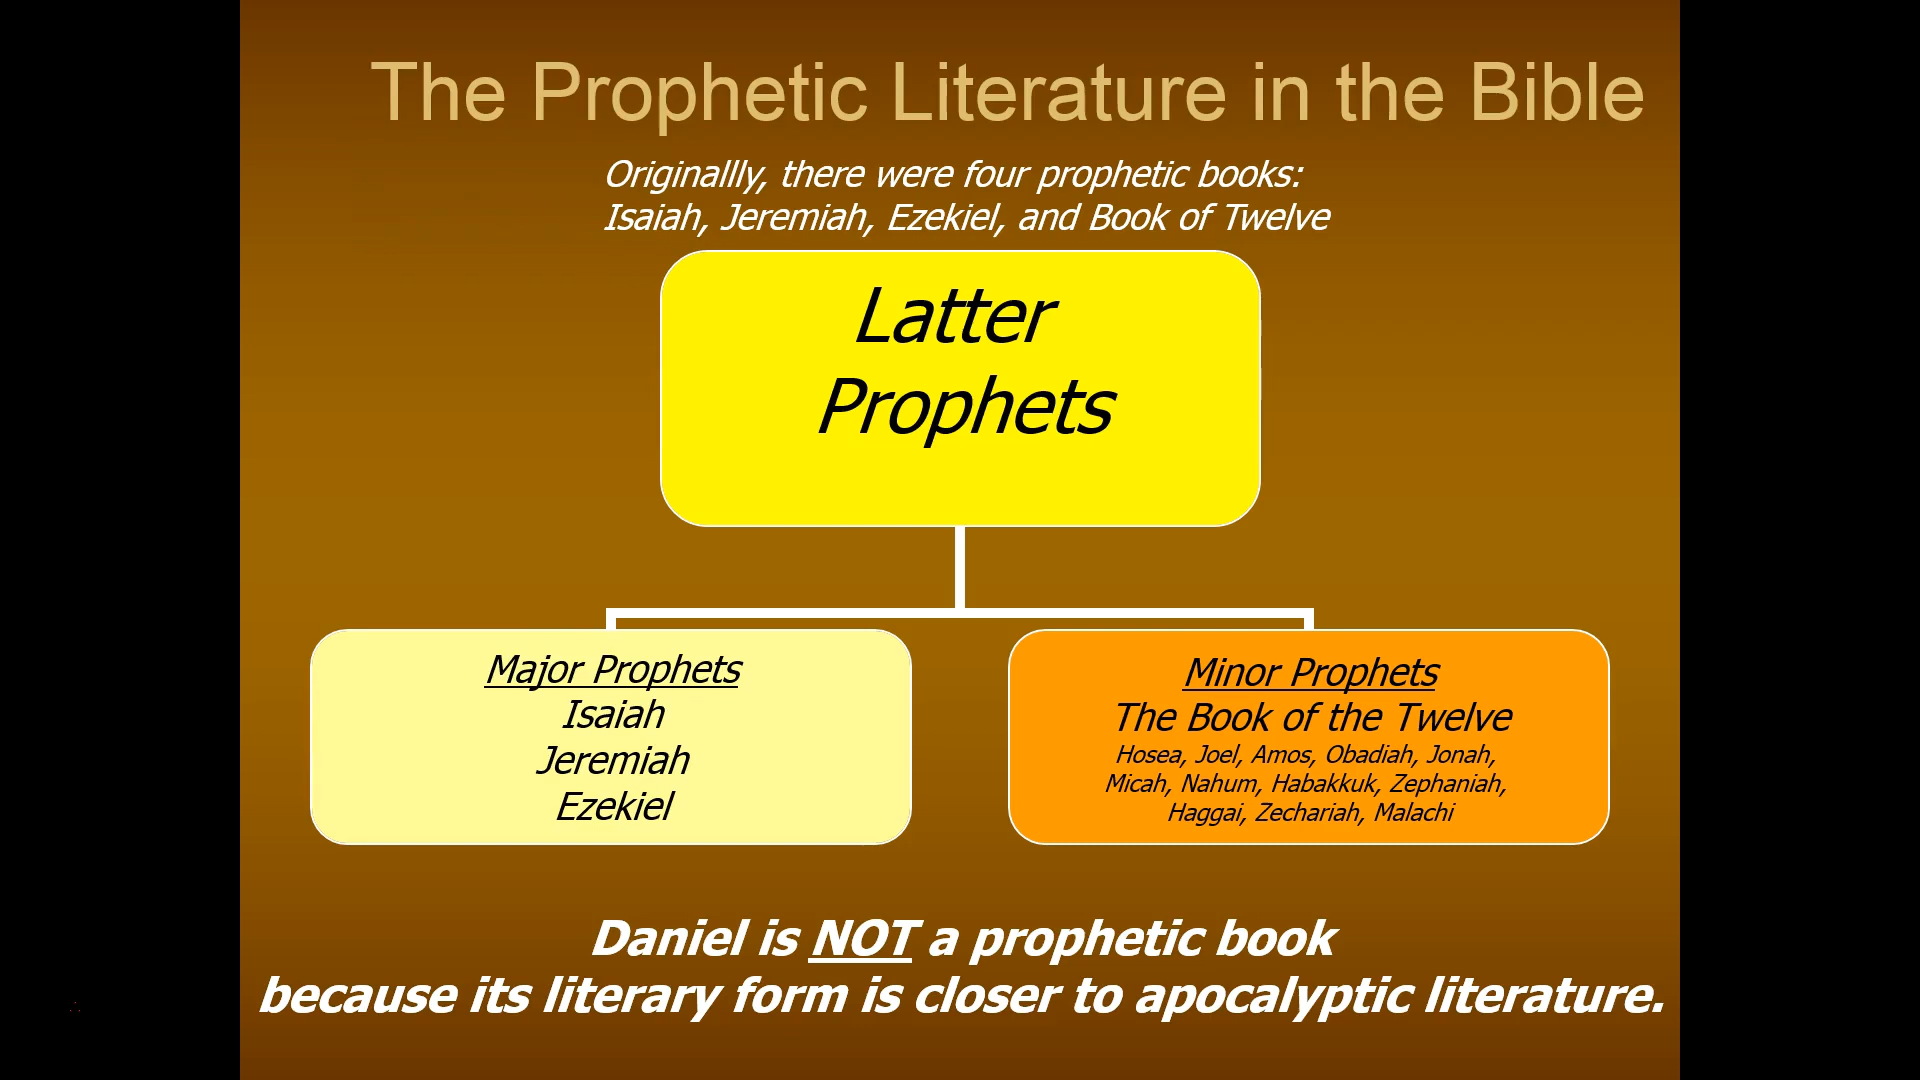 The Prophetic Literature in the Bible
Originallly, there were four prophetic books:
Isaiah, Jeremiah, Ezekiel, and Book of Twelve
Latter
Prophets
Major Prophets
Isaiah
Jeremiah
Ezekiel
Minor Prophets
The Book of the Twelve
Hosea, Joel, Amos, Obadiah, Jonah,
Micah, Nahum, Habakkuk, Zephaniah,
Haggai, Zechariah, Malachi
Daniel is NOT a prophetic book
because its literary form is closer to apocalyptic literature.